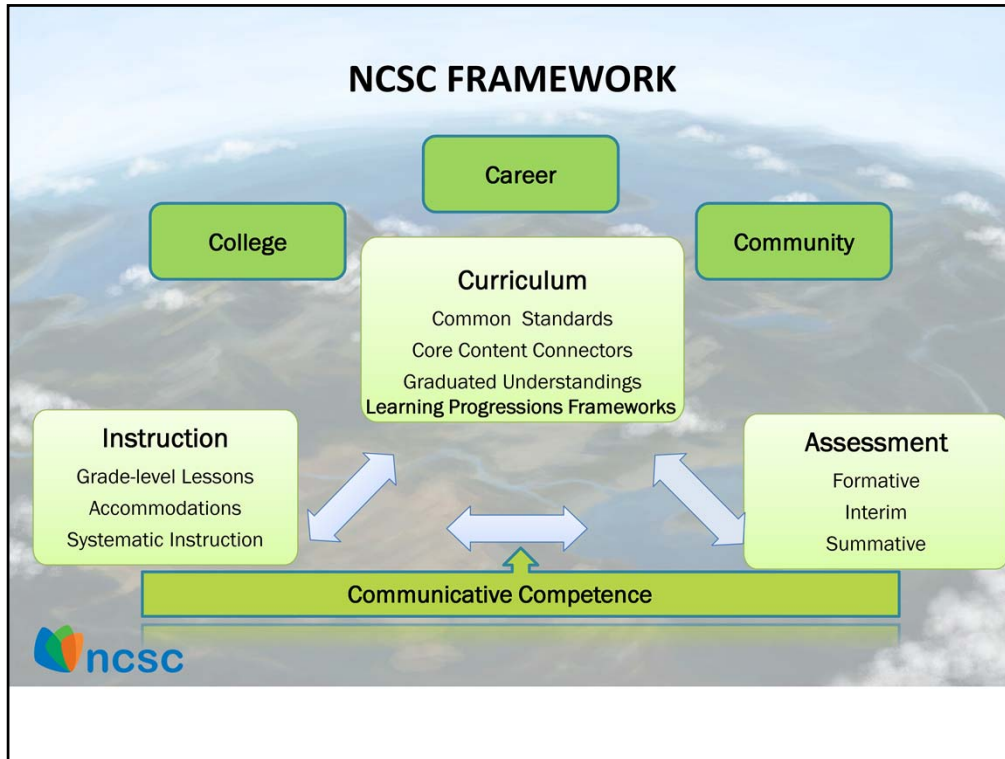 NCSC FRAMEWORK
Career
College
Community
Curriculum
Common Standards
Core Content Connectors
Graduated Understandings
Learning Progressions Frameworks
Instruction
Grade-level Lessons
Accommodations
Systematic Instruction
Assessment
Formative
Interim
Summative
Communicative Competence
ncsc